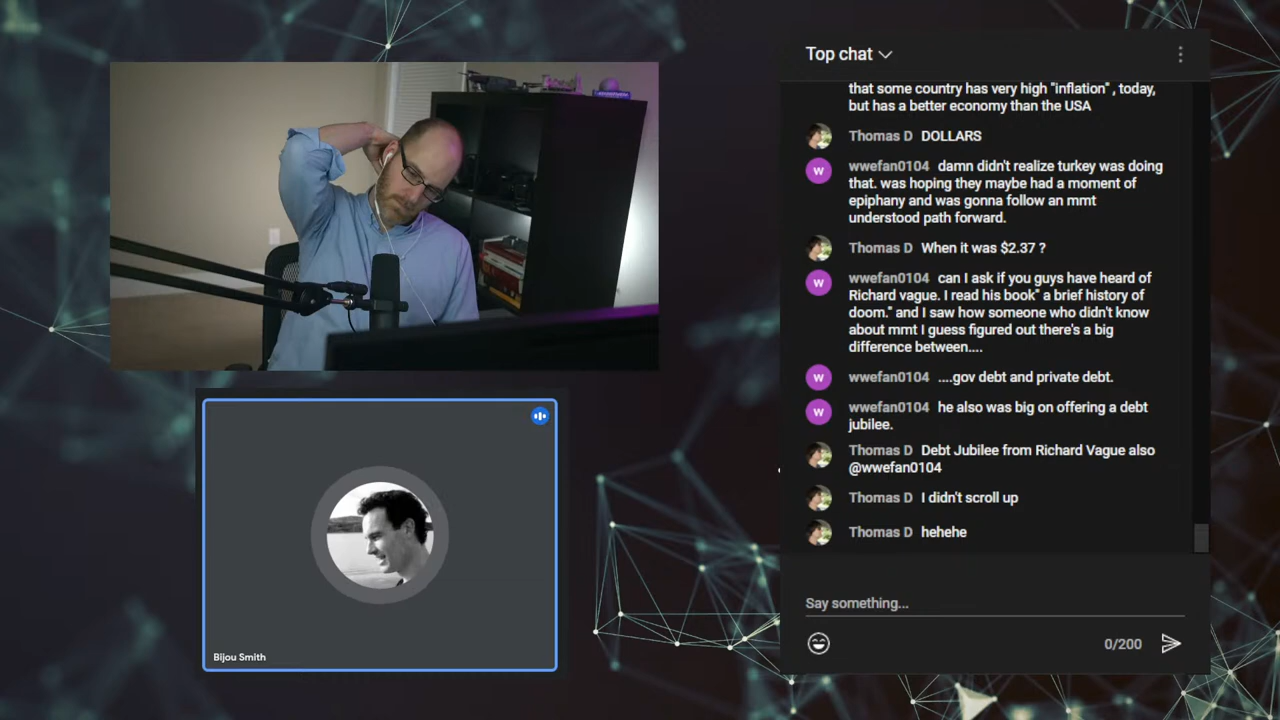 Top chat
that some country has very high "inflation" , today,
but has a better economy than the USA
Thomas D DOLLARS
W wwefan0104 damn didn't realize turkey was doing
that. was hoping they maybe had a moment of
epiphany and was gonna follow an mmt
understood path forward.
Thomas D When it was $2.37 ?
W wwefan0104 can I ask if you guys have heard of
Richard vague. I read his book" a brief history of
doom." and I saw how someone who didn't know
about mmt I guess figured out there's a big
difference between....
W wwefan0104 ....gov debt and private debt.
W wwefan0104 he also was big on offering a debt
jubilee.
Thomas D Debt Jubilee from Richard Vague also
@wwefan0104
Thomas D I didn't scroll up
Thomas D hehehe
Say something...
0/200
Bijou Smith